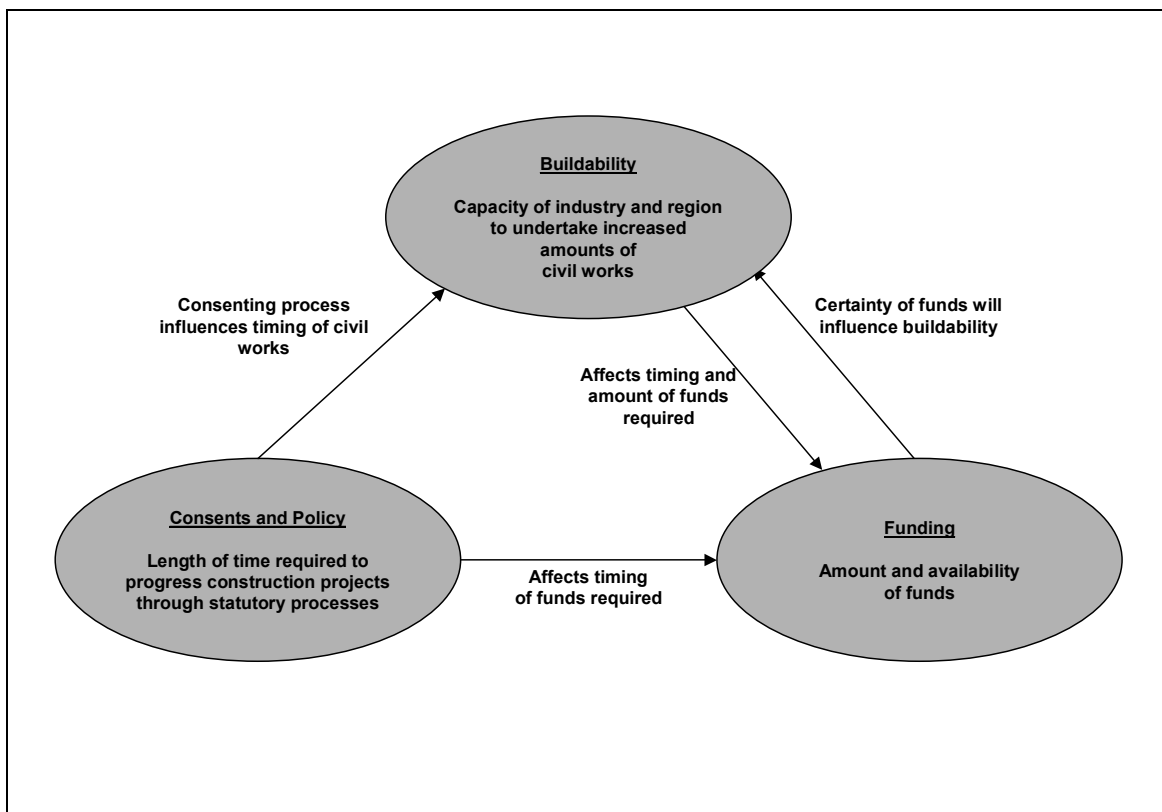 Buildability
Capacity of industry and region
to undertake increased
amounts of
civil works
Consenting process
influences timing of civil
works
Certainty of funds will
influence buildability
Affects timing and
amount of funds
required
Consents and Policy
Length of time required to
progress construction projects
through statutory processes
Affects timing
of funds required
Funding
Amount and availability
of funds